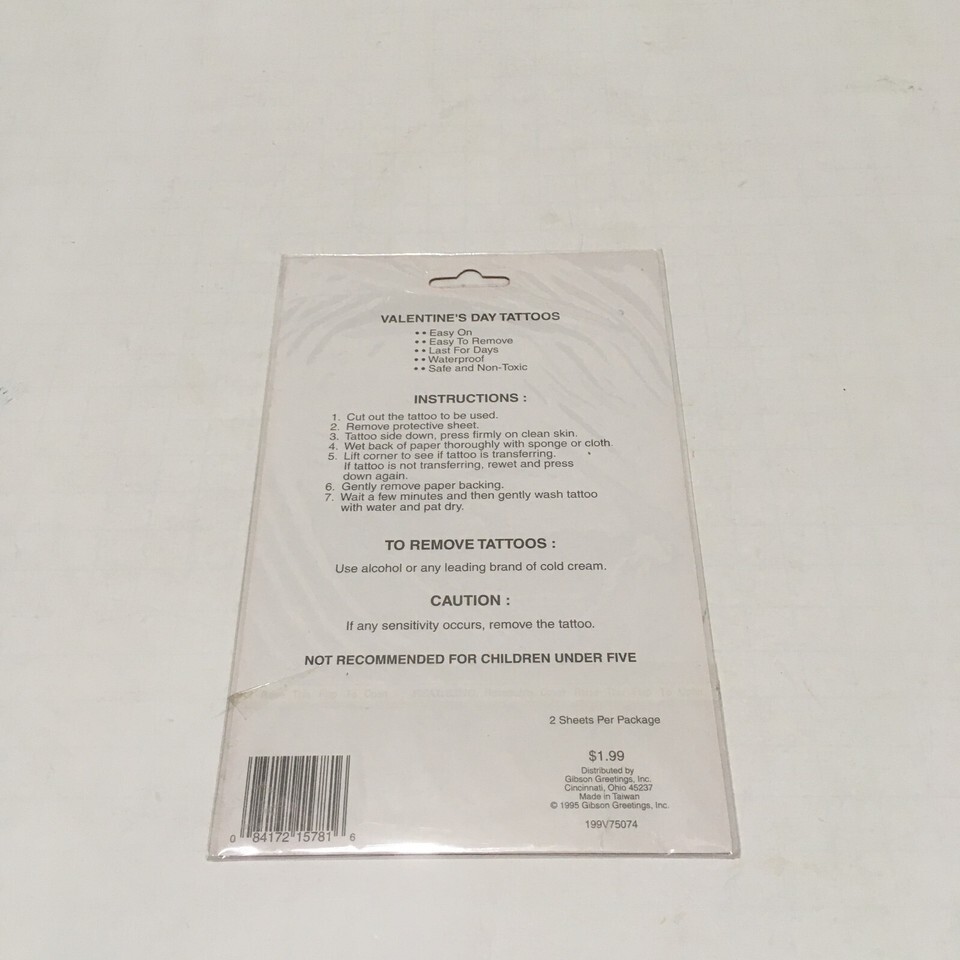 VALENTINE'S DAY TATTOOS
•• Easy On
•• Easy To Remove
•• Last For Days
•• Waterproof
•• Safe and Non-Toxic
INSTRUCTIONS :
1. Cut out the tattoo to be used.
2. Remove protective sheet.
3. Tattoo side down, press firmly on clean skin.
4. Wet back of paper thoroughly with sponge or cloth.
5. Lift corner to see if tattoo is transferring.
If tattoo is not transferring, rewet and press
down again.
6. Gently remove paper backing.
7. Wait a few minutes and then gently wash tattoo
with water and pat dry.
TO REMOVE TATTOOS :
Use alcohol or any leading brand of cold cream.
CAUTION :
If any sensitivity occurs, remove the tattoo.
NOT RECOMMENDED FOR CHILDREN UNDER FIVE
2 Sheets Per Package
$1.99
Distributed by
Gibson Greetings, Inc.
Cincinnati, Ohio 45237
Made in Taiwan
© 1995 Gibson Greetings, Inc.
199V75074
0 84172 15781 6